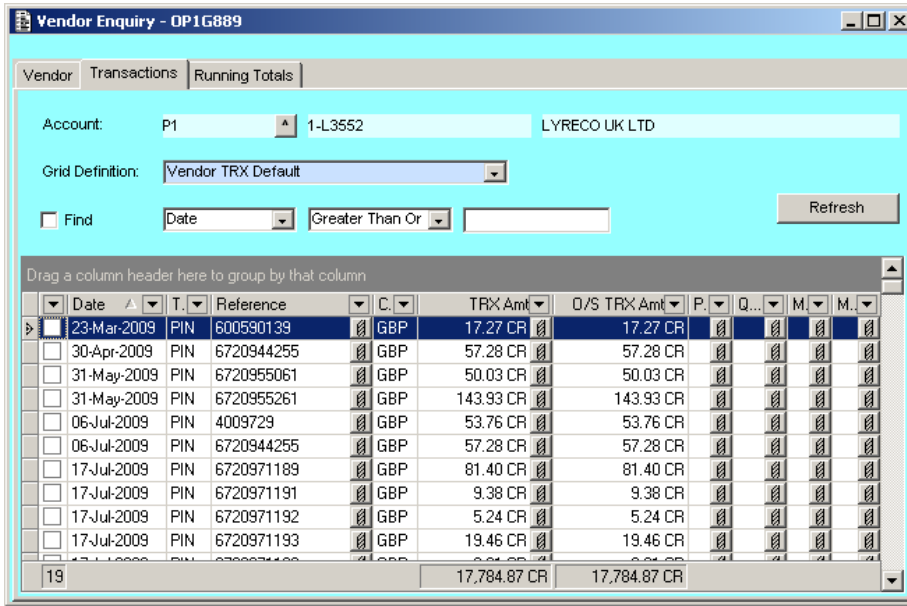 Vendor Enquiry - OP1G889
Vendor Transactions Running Totals
Account: P1 1-L3552 LYRECO UK LTD
Grid Definition: Vendor TRX Default
Refresh
Find Date Greater Than Or
Drag a column header here to group by that column
Date T. Reference C. TRX Amt O/S TRX Amt P. Q... M. M..
23-Mar-2009 PIN 600590139 GBP 17.27 CR 17.27 CR
30-Apr-2009 PIN 6720944255 GBP 57.28 CR 57.28 CR
31-May-2009 PIN 6720955061 GBP 50.03 CR 50.03 CR
31-May-2009 PIN 6720955261 GBP 143.93 CR 143.93 CR
06-Jul-2009 PIN 4009729 GBP 53.76 CR 53.76 CR
06-Jul-2009 PIN 6720944255 GBP 57.28 CR 57.28 CR
17-Jul-2009 PIN 6720971189 GBP 81.40 CR 81.40 CR
17-Jul-2009 PIN 6720971191 GBP 9.38 CR 9.38 CR
17-Jul-2009 PIN 6720971192 GBP 5.24 CR 5.24 CR
17-Jul-2009 PIN 6720971193 GBP 19.46 CR 19.46 CR
19 17,784.87 CR 17,784.87 CR